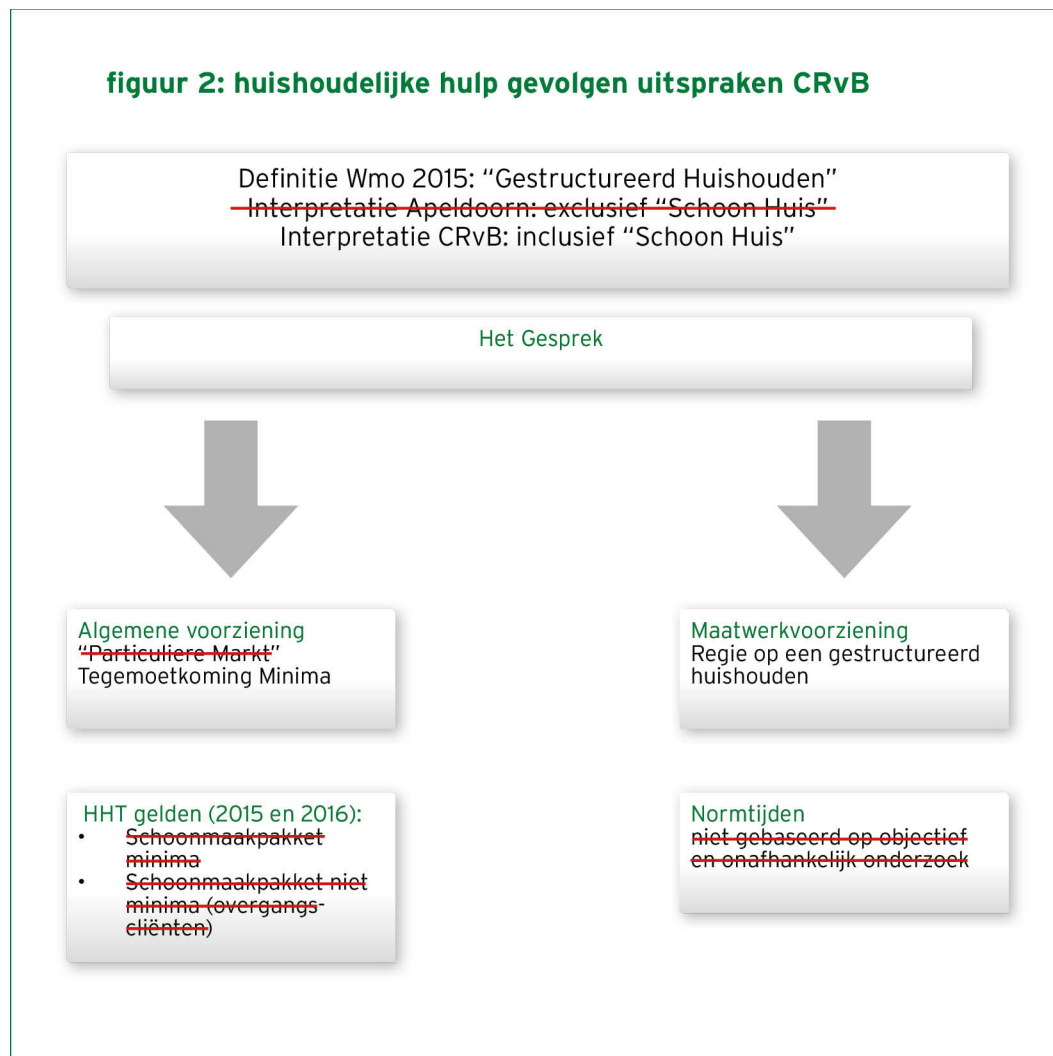 figuur 2: huishoudelijke hulp gevolgen uitspraken CRvB
Definitie Wmo 2015: “Gestructureerd Huishouden”
Interpretatie Apeldoorn: exclusief “Schoon Huis”
Interpretatie CRvB: inclusief “Schoon Huis”
Het Gesprek
Algemene voorziening
“Particuliere Markt”
Tegemoetkoming Minima
Maatwerkvoorziening
Regie op een gestructureerd
huishouden
HHT gelden (2015 en 2016):
• Schoonmaakpakket
minima
• Schoonmaakpakket niet
minima (overgangs-
cliënten)
Normtijden
niet gebaseerd op objectief
en onafhankelijk onderzoek